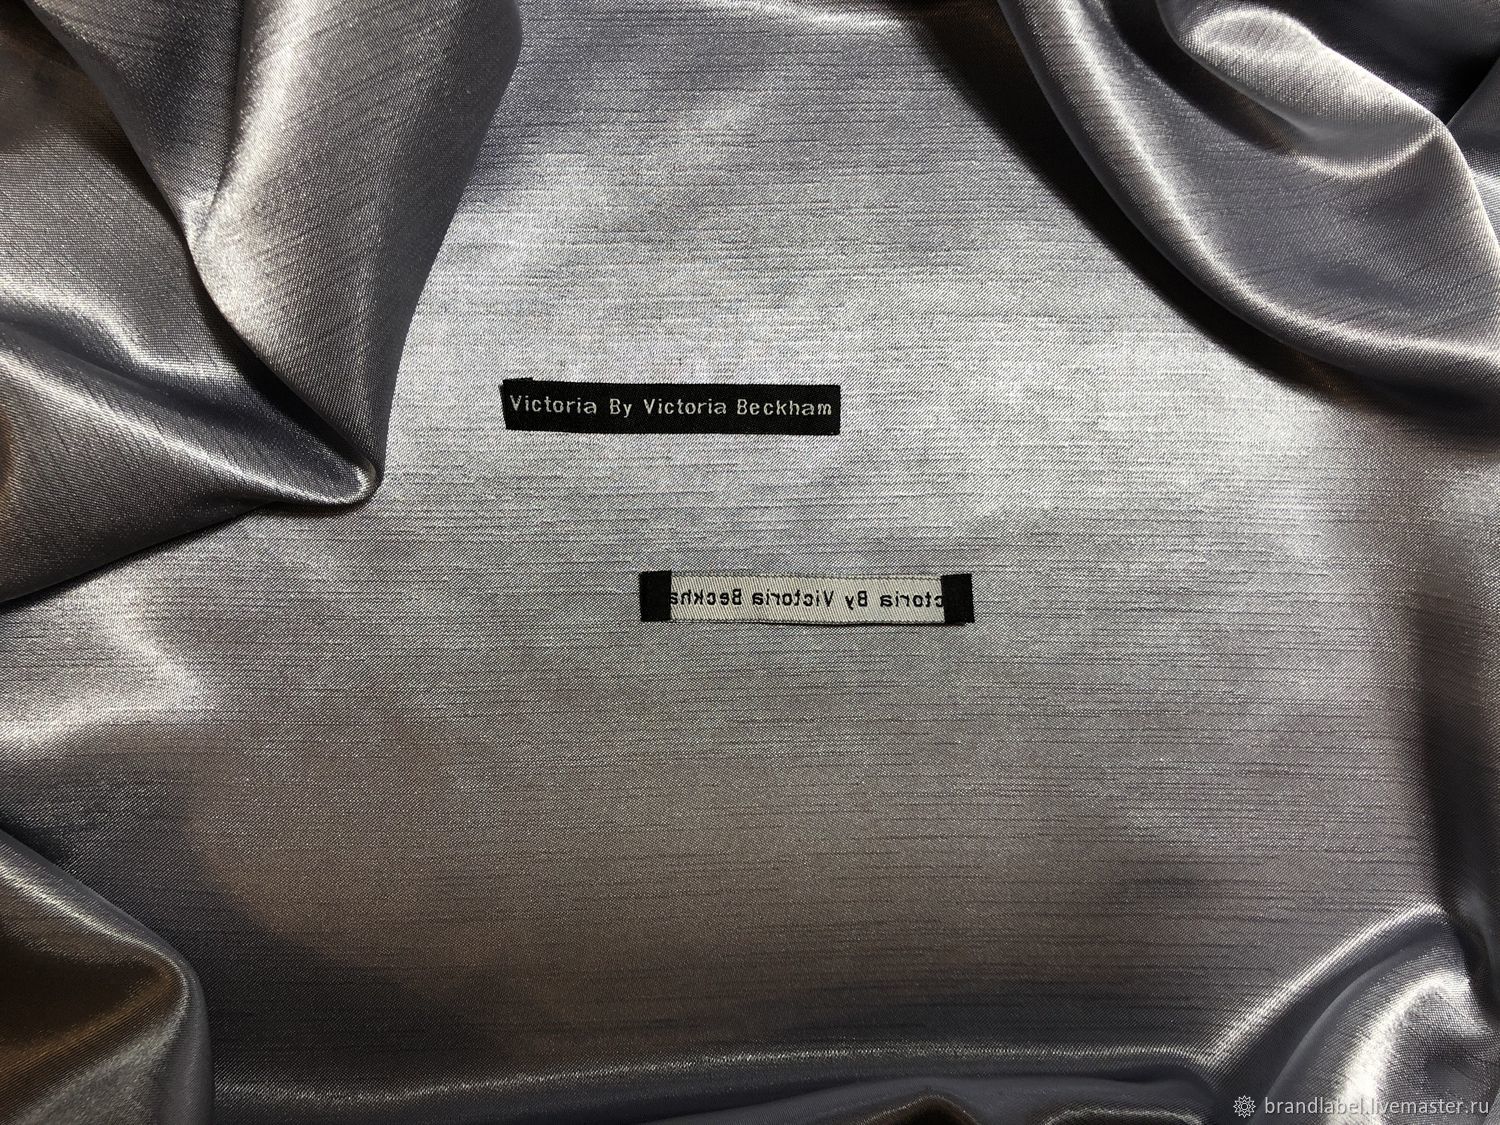 Victoria By Victoria Beckham
ctoria By Victoria Beckha
brandlabel.livemaster.ru